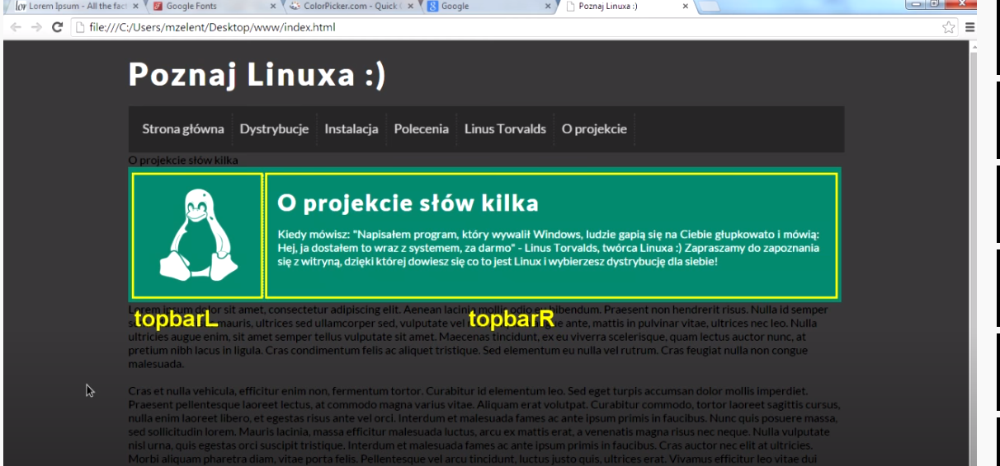 lor Lorem Ipsum - All the fact
Google Fonts
ColorPicker.com - Quick
Google
Poznaj Linuxa :)
file:///C:/Users/mzelent/Desktop/www/index.html
Poznaj Linuxa :)
Strona główna Dystrybucje Instalacja Polecenia Linus Torvalds O projekcie
O projekcie słów kilka
O projekcie słów kilka
Kiedy mówisz: "Napisałem program, który wywalił Windows, ludzie gapią się na Ciebie głupkowato i mówią:
Hej, ja dostałem to wraz z systemem, za darmo" - Linus Torvalds, twórca Linuxa :) Zapraszamy do zapoznania
się z witryną, dzięki której dowiesz się co to jest Linux i wybierzesz dystrybucję dla siebie!
Lorem ipsum dolor sit amet, consectetur adipiscing elit. Aenean lacinia mollis odio eu bibendum. Praesent non hendrerit risus. Nulla id semper
topbarL topbarR
mauris, ultrices sed ullamcorper sed, vulputate vel ante, mattis in pulvinar vitae, ultrices nec leo. Nulla
ultricies augue enim, sit amet semper tellus vulputate sit amet. Maecenas tincidunt, ex eu viverra scelerisque, quam lectus auctor nunc, at
pretium nibh lacus in ligula. Cras condimentum felis ac aliquet tristique. Sed elementum eu nulla vel rutrum. Cras feugiat nulla non congue
malesuada.
Cras et nulla vehicula, efficitur enim non, fermentum tortor. Curabitur id elementum leo. Sed eget turpis accumsan dolor mollis imperdiet.
Praesent pellentesque laoreet lectus, at commodo magna varius vitae. Aliquam erat volutpat. Curabitur commodo, tortor laoreet sagittis cursus,
nulla enim laoreet libero, et egestas risus ante vel orci. Interdum et malesuada fames ac ante ipsum primis in faucibus. Nunc quis posuere massa,
sed sollicitudin lorem. Mauris lacinia, massa efficitur malesuada luctus, arcu ex mattis erat, a venenatis magna risus nec neque. Nulla vulputate
nisl urna, quis egestas orci suscipit tristique. Interdum et malesuada fames ac ante ipsum primis in faucibus. Cras auctor nec elit at ultricies.
Morbi aliquam pharetra diam, vitae porta felis. Pellentesque vel arcu tincidunt, luctus justo quis, ultrices erat. Vivamus efficitur leo vitae dui